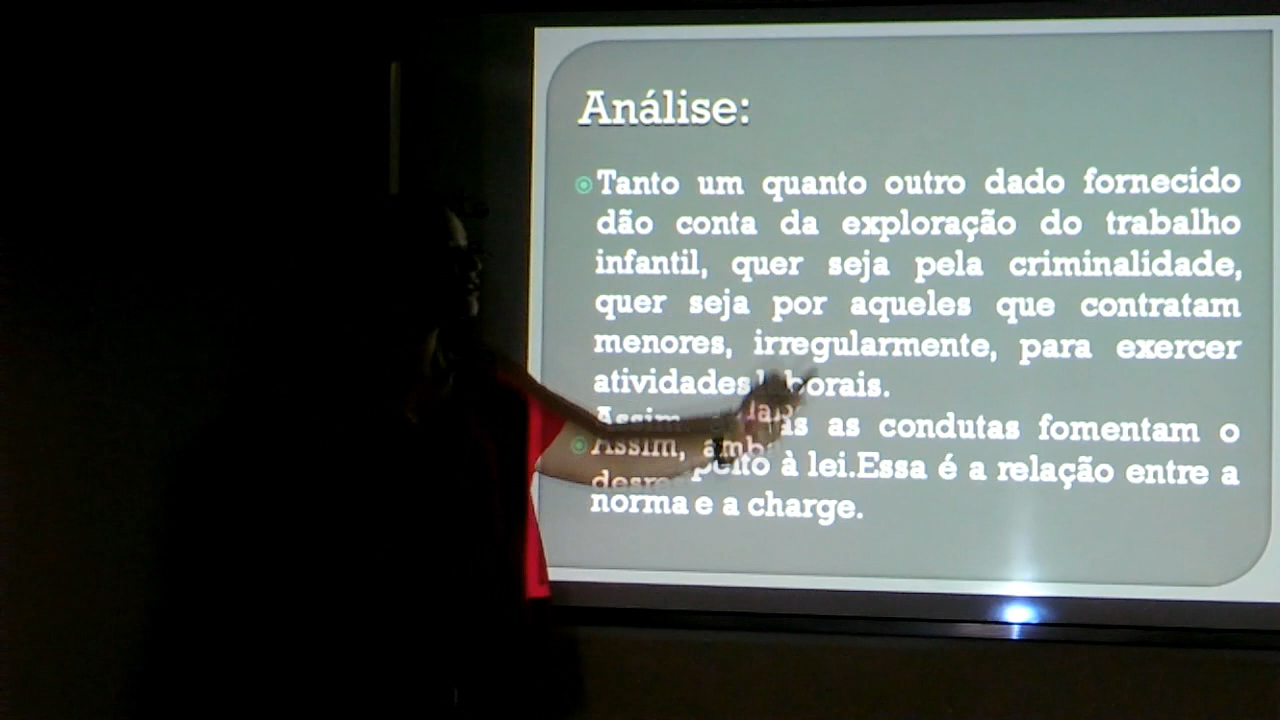 Análise:
Tanto um quanto outro dado fornecido
dão conta da exploração do trabalho
infantil, quer seja pela criminalidade,
quer seja por aqueles que contratam
menores, irregularmente, para exercer
atividades laborais.
Assim, ambas as condutas fomentam o
desrespeito à lei.Essa é a relação entre a
norma e a charge.